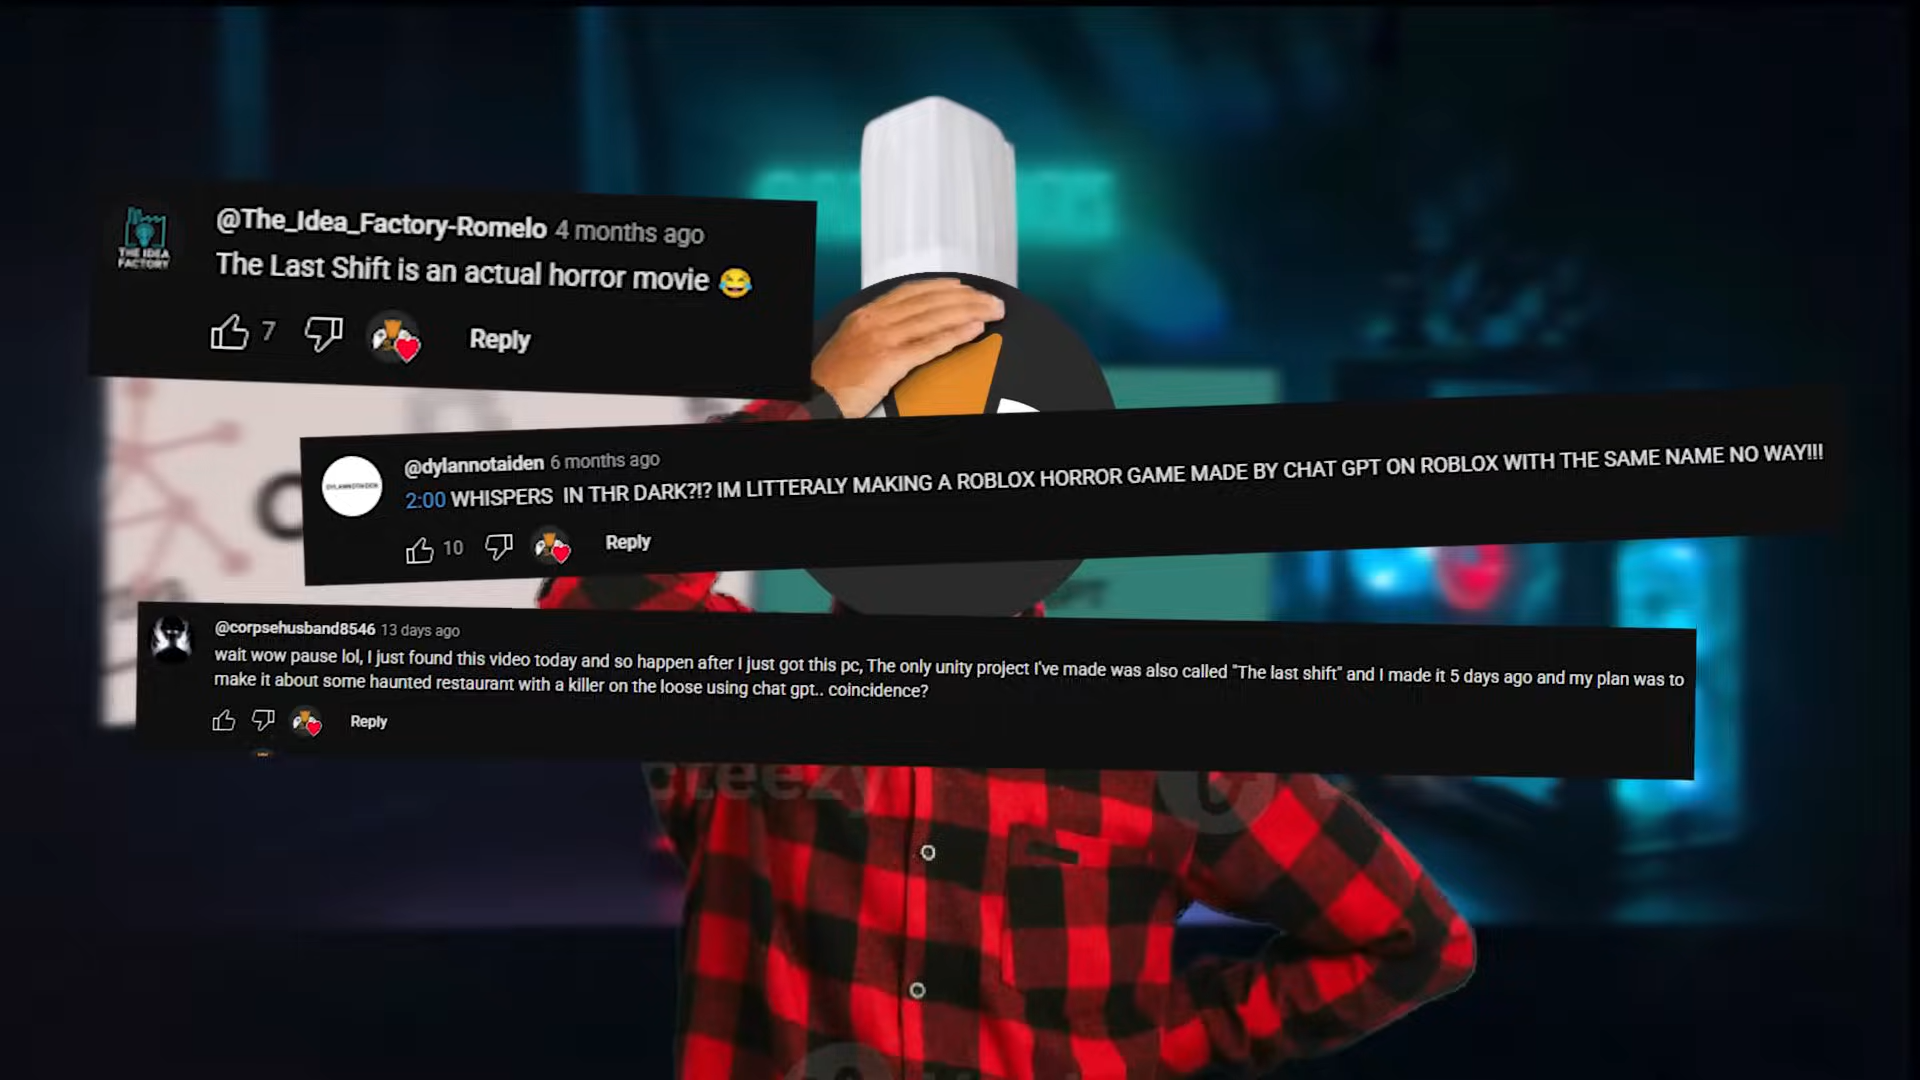 @The_Idea_Factory-Romelo 4 months ago
The Last Shift is an actual horror movie 😂
THE IDEA
FACTORY
7 Reply
@dylannotaiden 6 months ago
2:00 WHISPERS IN THR DARK?!? IM LITTERALY MAKING A ROBLOX HORROR GAME MADE BY CHAT GPT ON ROBLOX WITH THE SAME NAME NO WAY!!!
DYLANNOTAIDEN
10 Reply
@corpsehusband8546 13 days ago
wait wow pause lol, I just found this video today and so happen after I just got this pc, The only unity project I've made was also called "The last shift" and I made it 5 days ago and my plan was to
make it about some haunted restaurant with a killer on the loose using chat gpt.. coincidence?
Reply